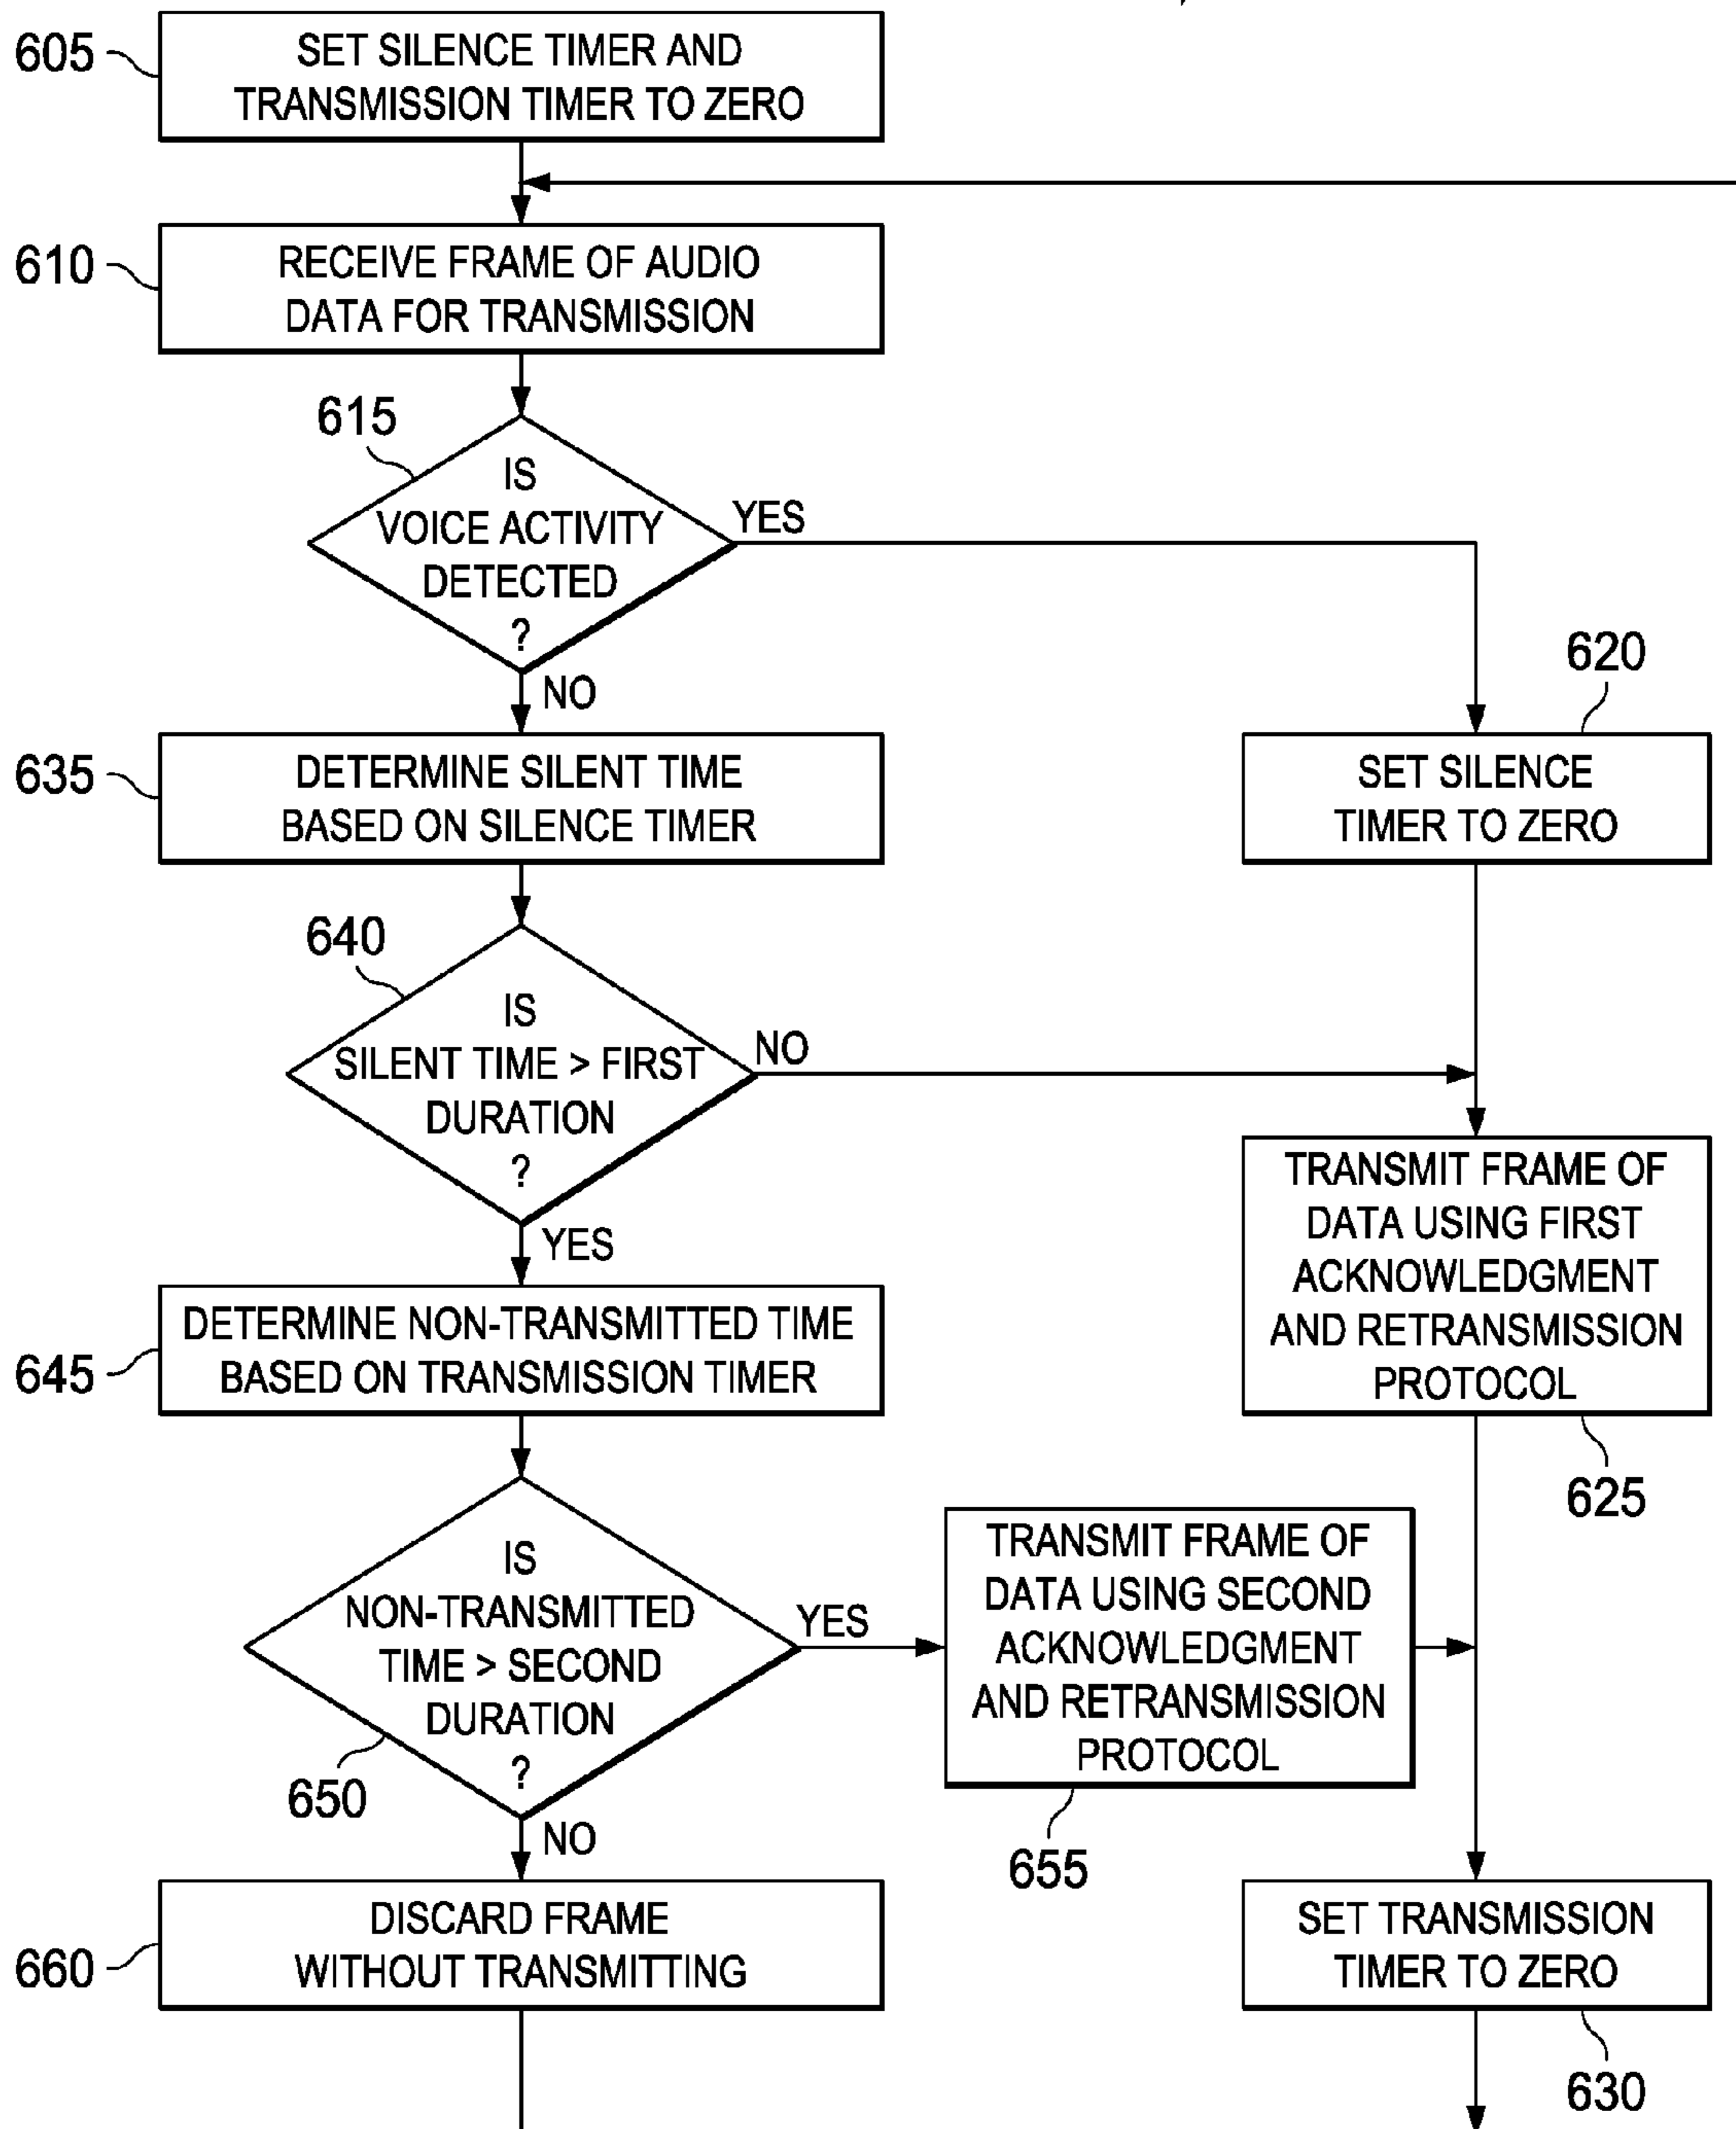 605
SET SILENCE TIMER AND
TRANSMISSION TIMER TO ZERO
610
RECEIVE FRAME OF AUDIO
DATA FOR TRANSMISSION
615
IS
VOICE ACTIVITY
DETECTED
?
YES
NO
620
SET SILENCE
TIMER TO ZERO
635
DETERMINE SILENT TIME
BASED ON SILENCE TIMER
640
IS
SILENT TIME > FIRST
DURATION
?
NO
YES
TRANSMIT FRAME OF
DATA USING FIRST
ACKNOWLEDGMENT
AND RETRANSMISSION
PROTOCOL
625
645
DETERMINE NON-TRANSMITTED TIME
BASED ON TRANSMISSION TIMER
IS
NON-TRANSMITTED
TIME > SECOND
DURATION
?
650
YES
NO
TRANSMIT FRAME OF
DATA USING SECOND
ACKNOWLEDGMENT
AND RETRANSMISSION
PROTOCOL
655
660
DISCARD FRAME
WITHOUT TRANSMITTING
SET TRANSMISSION
TIMER TO ZERO
630